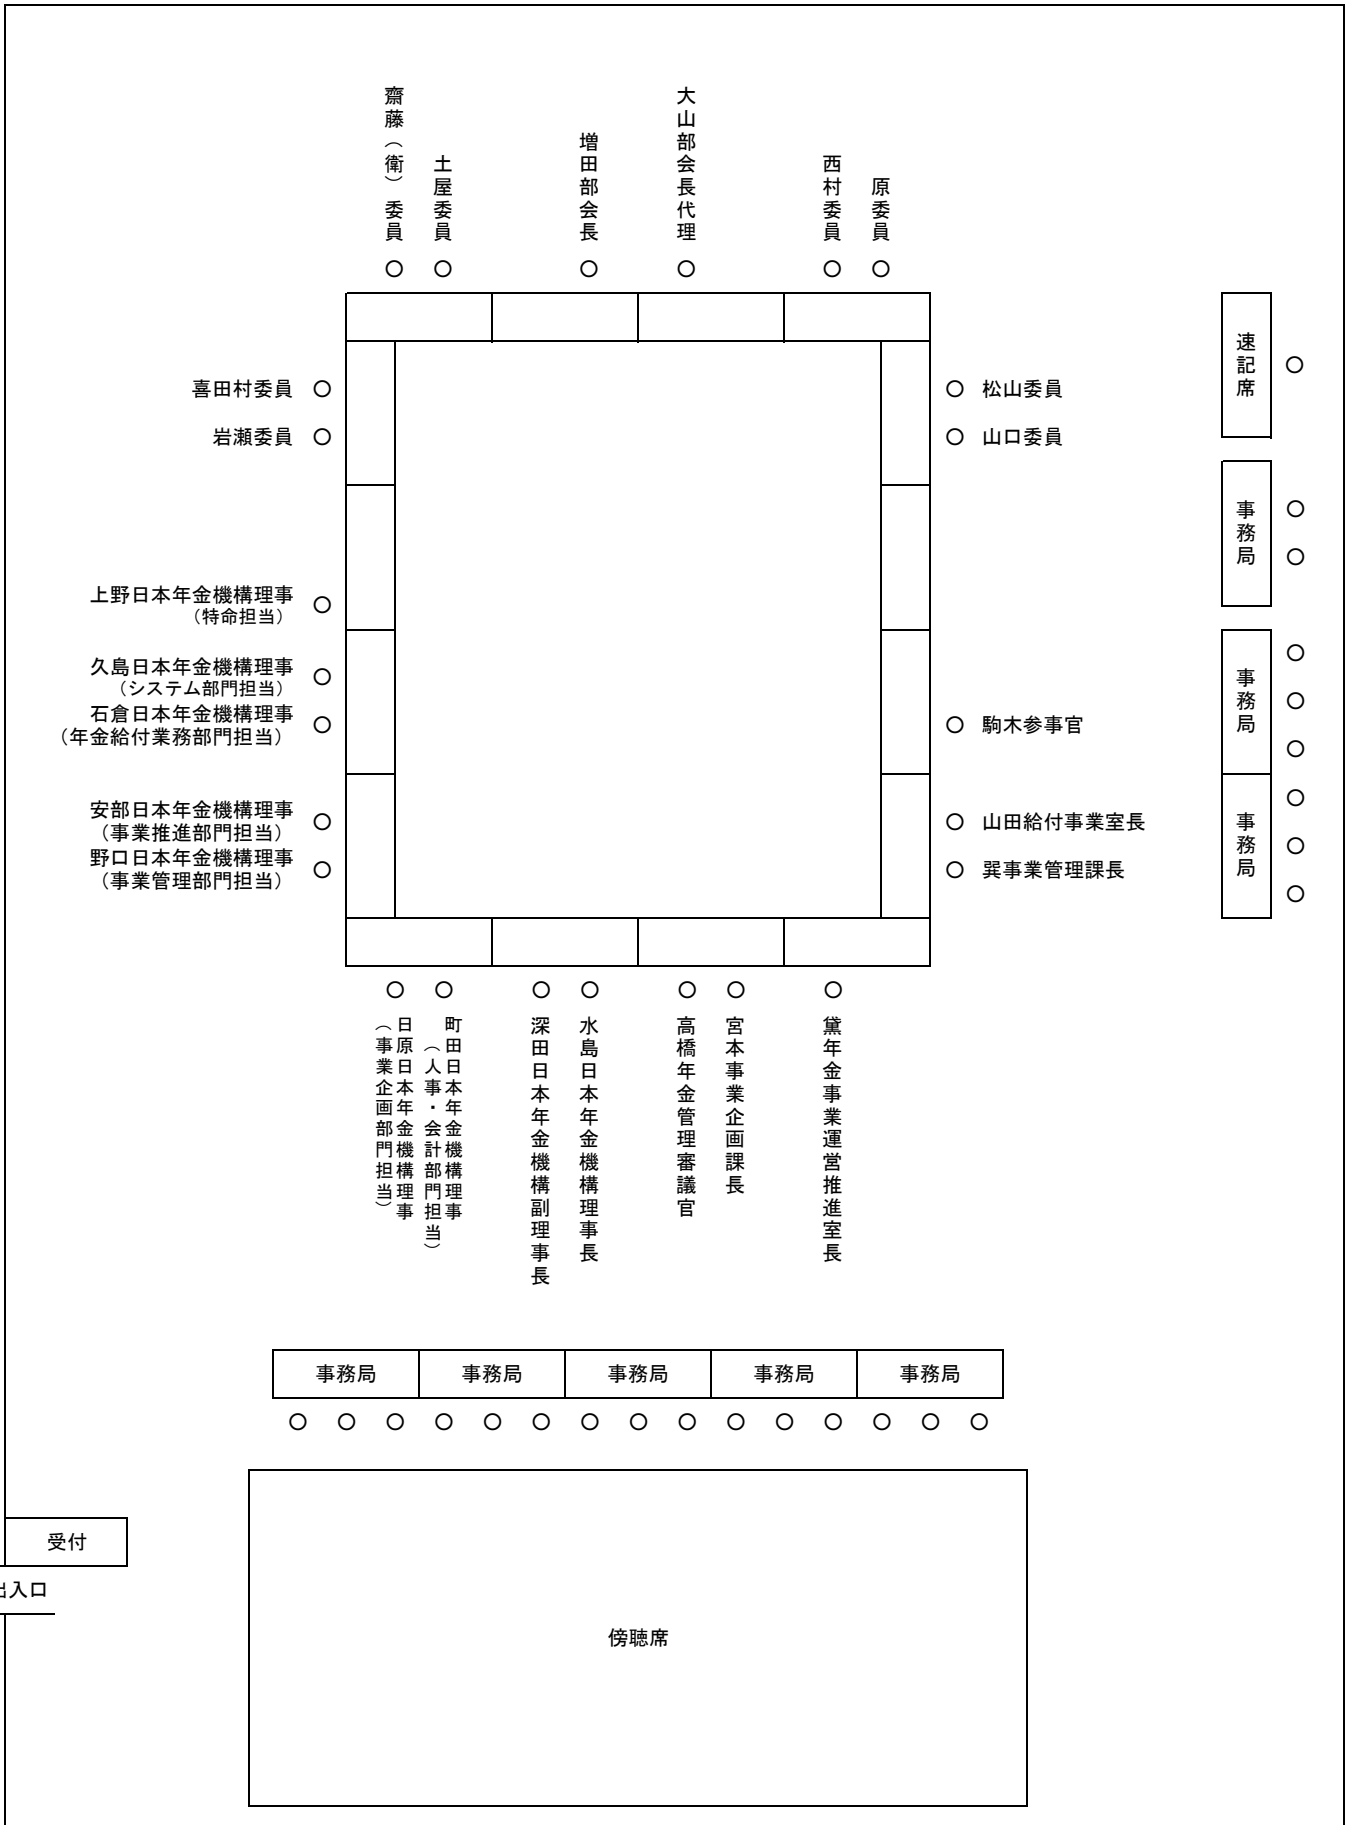 齋藤（衛）委員
土屋委員
増田部会長
大山部会長代理
西村委員
原委員
喜田村委員
岩瀬委員
上野日本年金機構理事
（特命担当）
久島日本年金機構理事
（システム部門担当）
石倉日本年金機構理事
（年金給付業務部門担当）
安部日本年金機構理事
（事業推進部門担当）
野口日本年金機構理事
（事業管理部門担当）
松山委員
山口委員
駒木参事官
山田給付事業室長
巽事業管理課長
速記席
事務局
事務局
事務局
日原日本年金機構理事
（事業企画部門担当）
町田日本年金機構理事
（人事・会計部門担当）
深田日本年金機構副理事長
水島日本年金機構理事長
高橋年金管理審議官
宮本事業企画課長
黛年金事業運営推進室長
事務局
事務局
事務局
事務局
事務局
受付
出入口
傍聴席